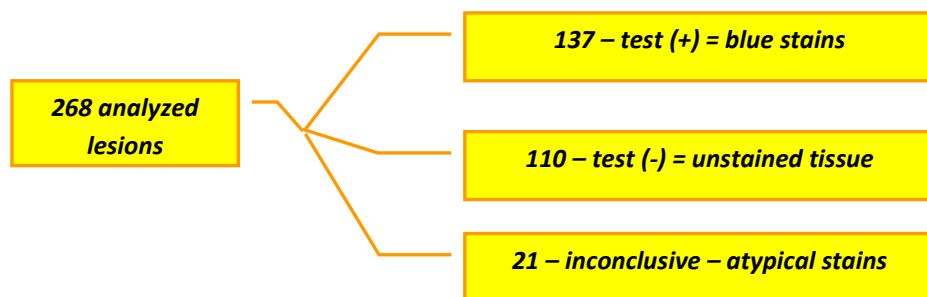 137 – test (+) = blue stains
268 analyzed
lesions
110 – test (-) = unstained tissue
21 – inconclusive – atypical stains